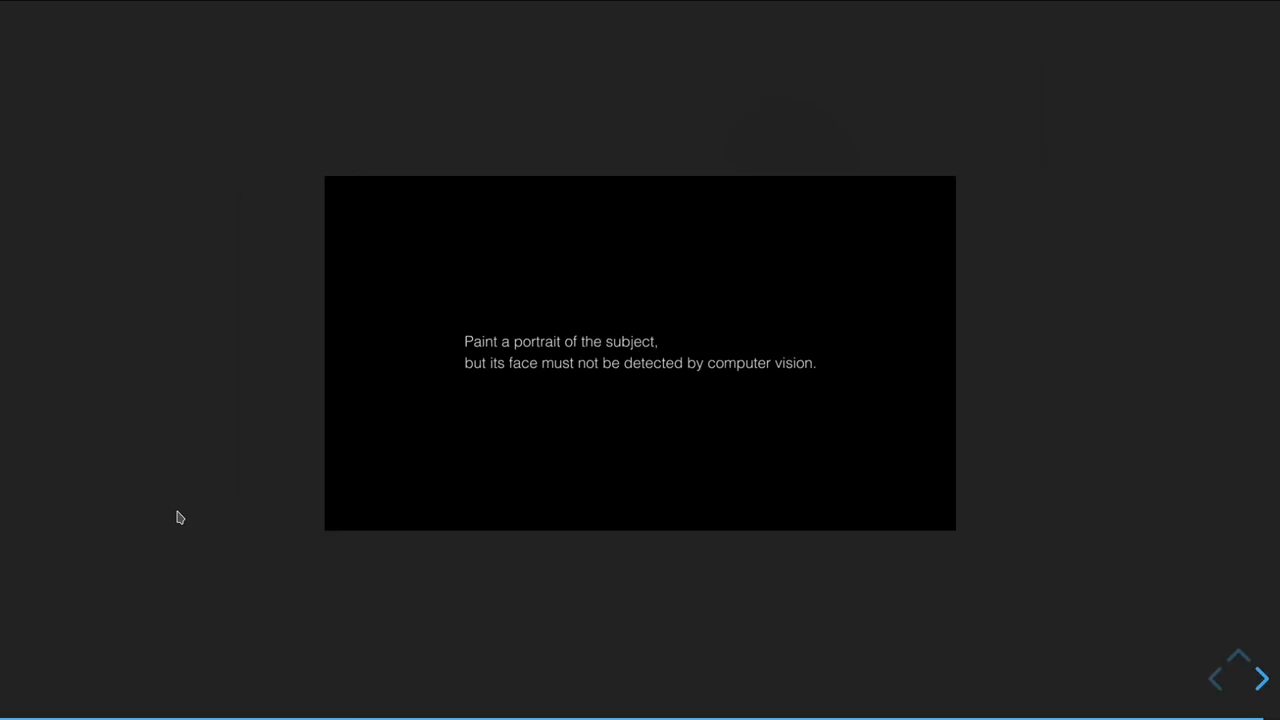 Paint a portrait of the subject,
but its face must not be detected by computer vision.